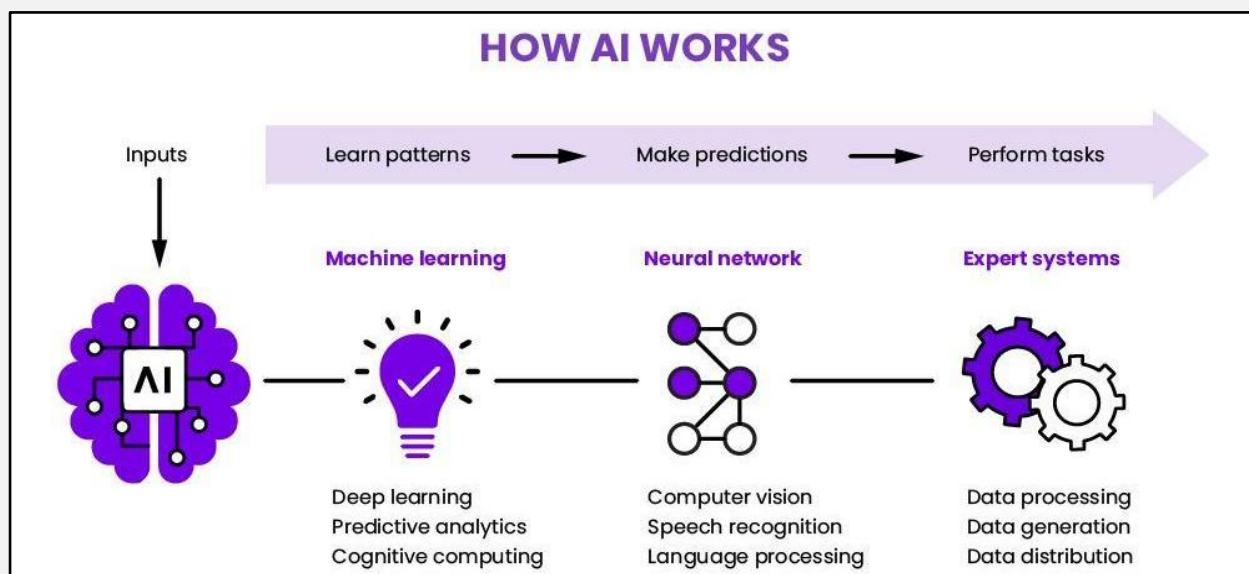 HOW AI WORKS
Inputs
Learn patterns
Make predictions
Perform tasks
Machine learning
Neural network
Expert systems
AI
Deep learning
Predictive analytics
Cognitive computing
Computer vision
Speech recognition
Language processing
Data processing
Data generation
Data distribution